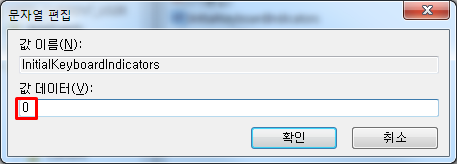 문자열 편집
값 이름(N):
InitialKeyboardIndicators
값 데이터(V):
0
확인 취소